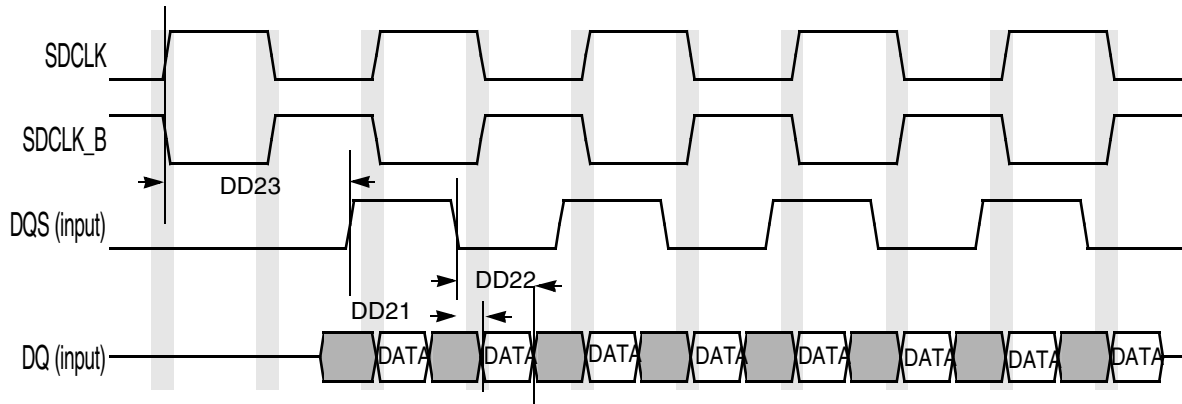 SDCLK
SDCLK_B
DD23
DQS (input)
DD22
DD21
DQ (input) DATA DATA DATA DATA DATA DATA DATA DATA